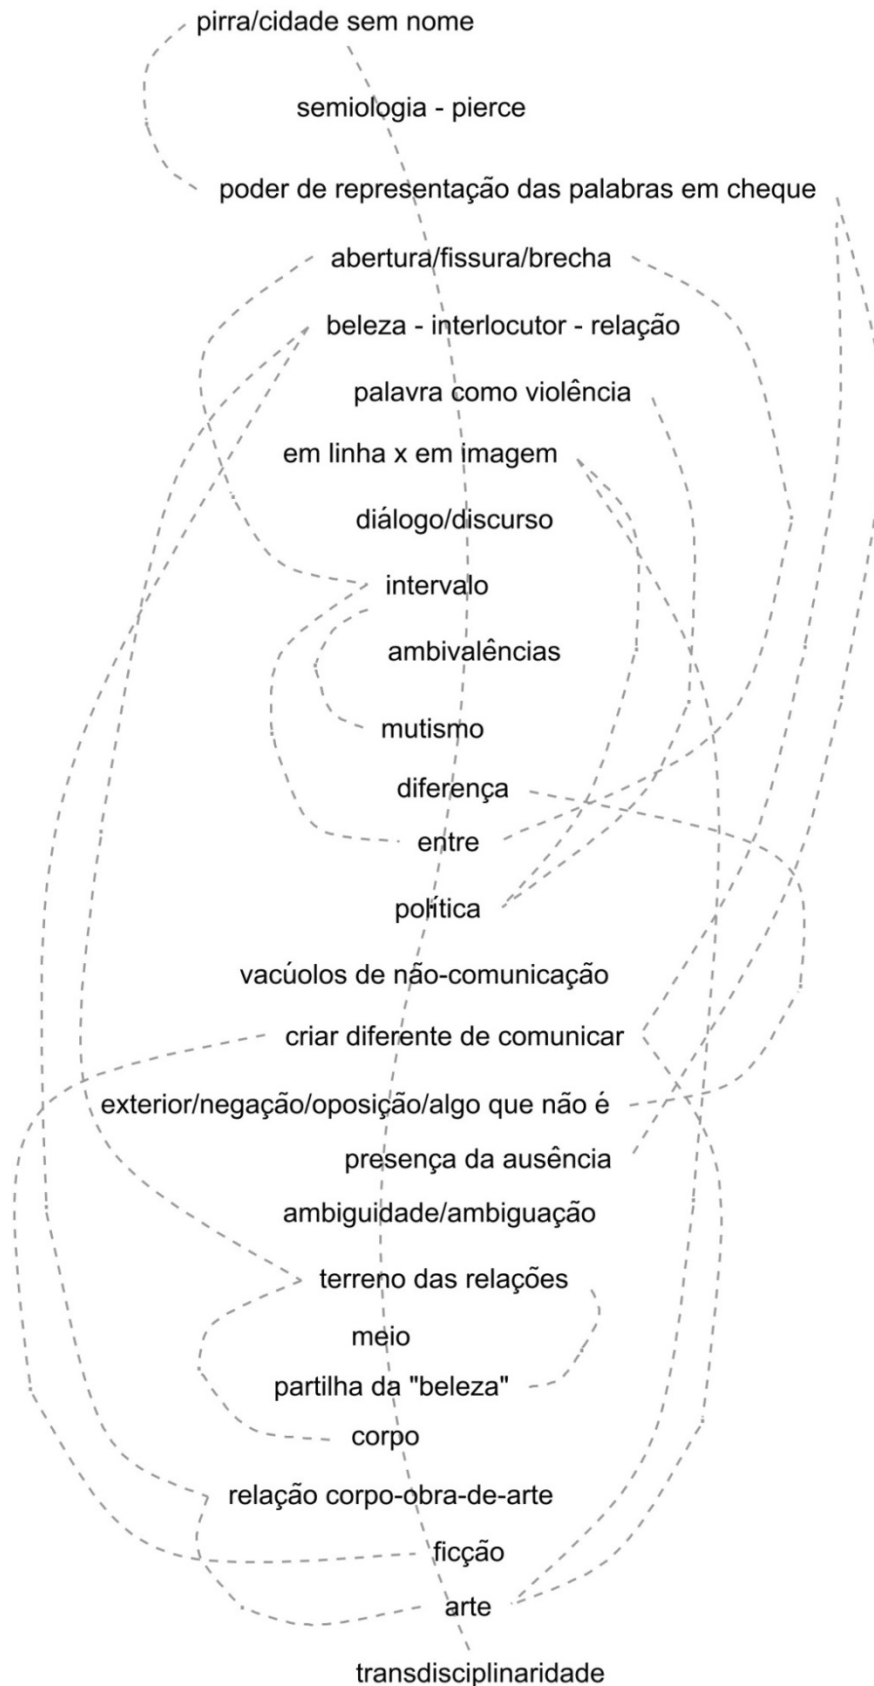 pirra/cidade sem nome
semiologia - pierce
poder de representação das palabras em cheque
abertura/fissura/brecha
beleza - interlocutor - relação
palavra como violência
em linha x em imagem
diálogo/discurso
intervalo
ambivalências
mutismo
diferença
entre
política
vacúolos de não-comunicação
criar diferente de comunicar
exterior/negação/oposição/algo que não é
presença da ausência
ambiguidade/ambiguação
terreno das relações
meio
partilha da "beleza"
corpo
relação corpo-obra-de-arte
ficção
arte
transdisciplinaridade